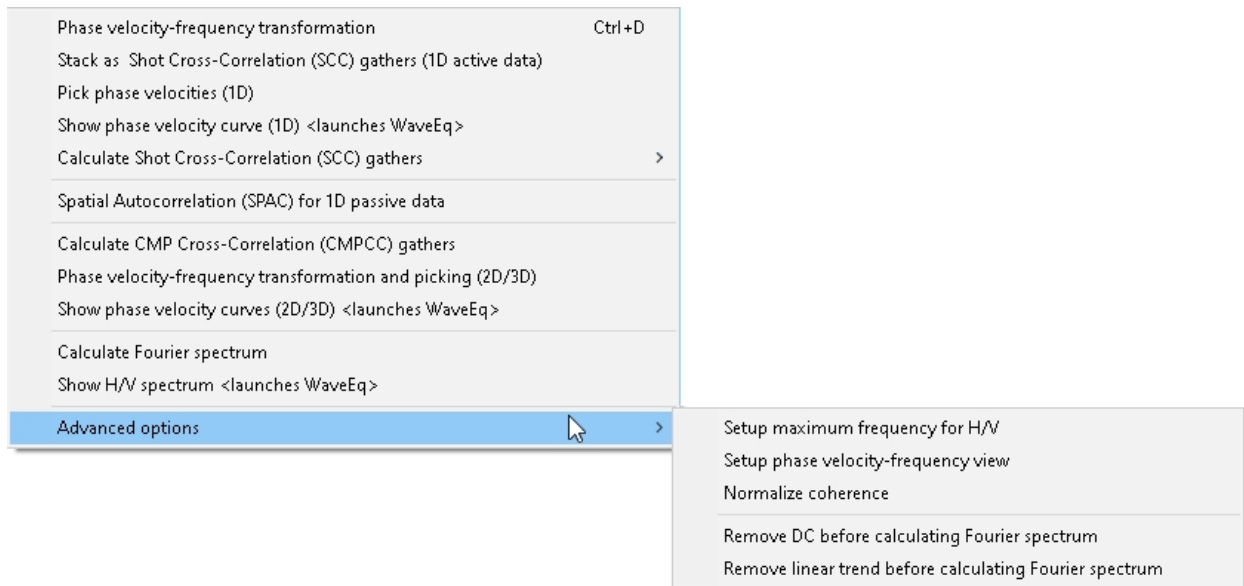 Phase velocity-frequency transformation Ctrl+D
Stack as Shot Cross-Correlation (SCC) gathers (1D active data)
Pick phase velocities (1D)
Show phase velocity curve (1D) <launches WaveEq>
Calculate Shot Cross-Correlation (SCC) gathers >
Spatial Autocorrelation (SPAC) for 1D passive data
Calculate CMP Cross-Correlation (CMPCC) gathers
Phase velocity-frequency transformation and picking (2D/3D)
Show phase velocity curves (2D/3D) <launches WaveEq>
Calculate Fourier spectrum
Show H/V spectrum <launches WaveEq>
Advanced options >
Setup maximum frequency for H/V
Setup phase velocity-frequency view
Normalize coherence
Remove DC before calculating Fourier spectrum
Remove linear trend before calculating Fourier spectrum